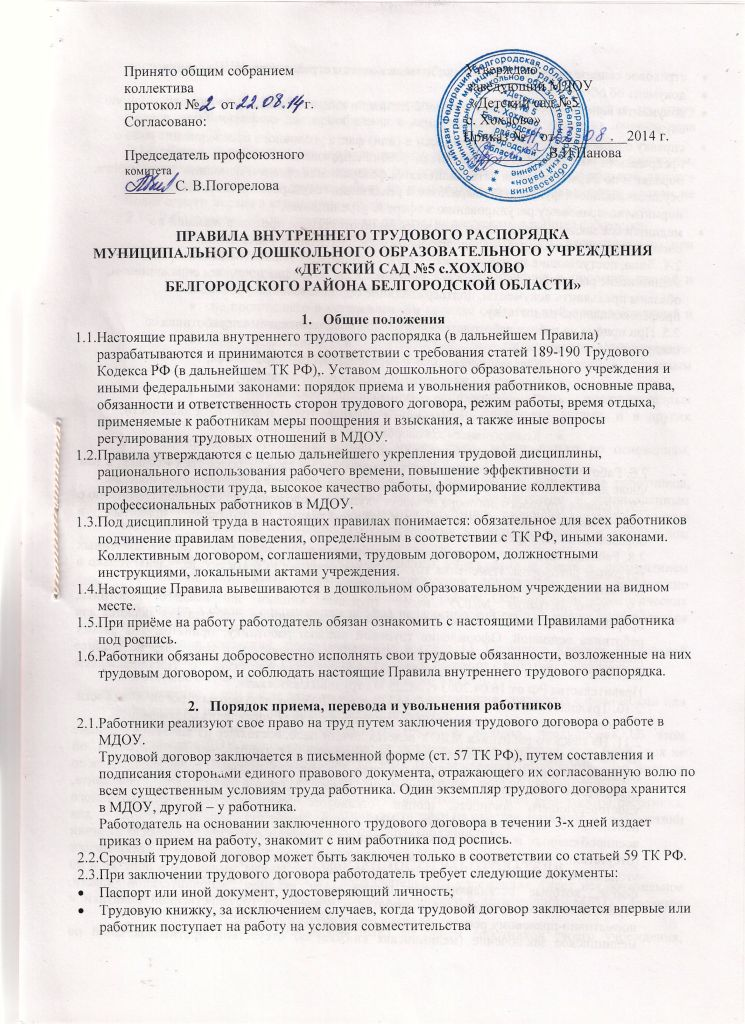 Принято общим собранием
коллектива
протокол № 2 от 22.08.14 г.
Согласовано:
Председатель профсоюзного
комитета
С. В.Погорелова
Утверждаю:
Заведующий МДОУ
«Детский сад №5
с. Хохлово»
Приказ № от 08. 2014 г.
В.И.Панова
ПРАВИЛА ВНУТРЕННЕГО ТРУДОВОГО РАСПОРЯДКА
МУНИЦИПАЛЬНОГО ДОШКОЛЬНОГО ОБРАЗОВАТЕЛЬНОГО УЧРЕЖДЕНИЯ
«ДЕТСКИЙ САД №5 с.ХОХЛОВО
БЕЛГОРОДСКОГО РАЙОНА БЕЛГОРОДСКОЙ ОБЛАСТИ»
1. Общие положения
1.1.Настоящие правила внутреннего трудового распорядка (в дальнейшем Правила)
разрабатываются и принимаются в соответствии с требования статей 189-190 Трудового
Кодекса РФ (в дальнейшем ТК РФ),. Уставом дошкольного образовательного учреждения и
иными федеральными законами: порядок приема и увольнения работников, основные права,
обязанности и ответственность сторон трудового договора, режим работы, время отдыха,
применяемые к работникам меры поощрения и взыскания, а также иные вопросы
регулирования трудовых отношений в МДОУ.
1.2.Правила утверждаются с целью дальнейшего укрепления трудовой дисциплины,
рационального использования рабочего времени, повышение эффективности и
производительности труда, высокое качество работы, формирование коллектива
профессиональных работников в МДОУ.
1.3.Под дисциплиной труда в настоящих правилах понимается: обязательное для всех работников
подчинение правилам поведения, определённым в соответствии с ТК РФ, иными законами.
Коллективным договором, соглашениями, трудовым договором, должностными
инструкциями, локальными актами учреждения.
1.4.Настоящие Правила вывешиваются в дошкольном образовательном учреждении на видном
месте.
1.5.При приёме на работу работодатель обязан ознакомить с настоящими Правилами работника
под роспись.
1.6.Работники обязаны добросовестно исполнять свои трудовые обязанности, возложенные на них
трудовым договором, и соблюдать настоящие Правила внутреннего трудового распорядка.
2. Порядок приема, перевода и увольнения работников
2.1.Работники реализуют свое право на труд путем заключения трудового договора о работе в
МДОУ.
Трудовой договор заключается в письменной форме (ст. 57 ТК РФ), путем составления и
подписания сторонами единого правового документа, отражающего их согласованную волю по
всем существенным условиям труда работника. Один экземпляр трудового договора хранится
в МДОУ, другой – у работника.
Работодатель на основании заключенного трудового договора в течении 3-х дней издает
приказ о прием на работу, знакомит с ним работника под роспись.
2.2.Срочный трудовой договор может быть заключен только в соответствии со статьей 59 ТК РФ.
2.3.При заключении трудового договора работодатель требует следующие документы:
• Паспорт или иной документ, удостоверяющий личность;
• Трудовую книжку, за исключением случаев, когда трудовой договор заключается впервые или
работник поступает на работу на условия совместительства